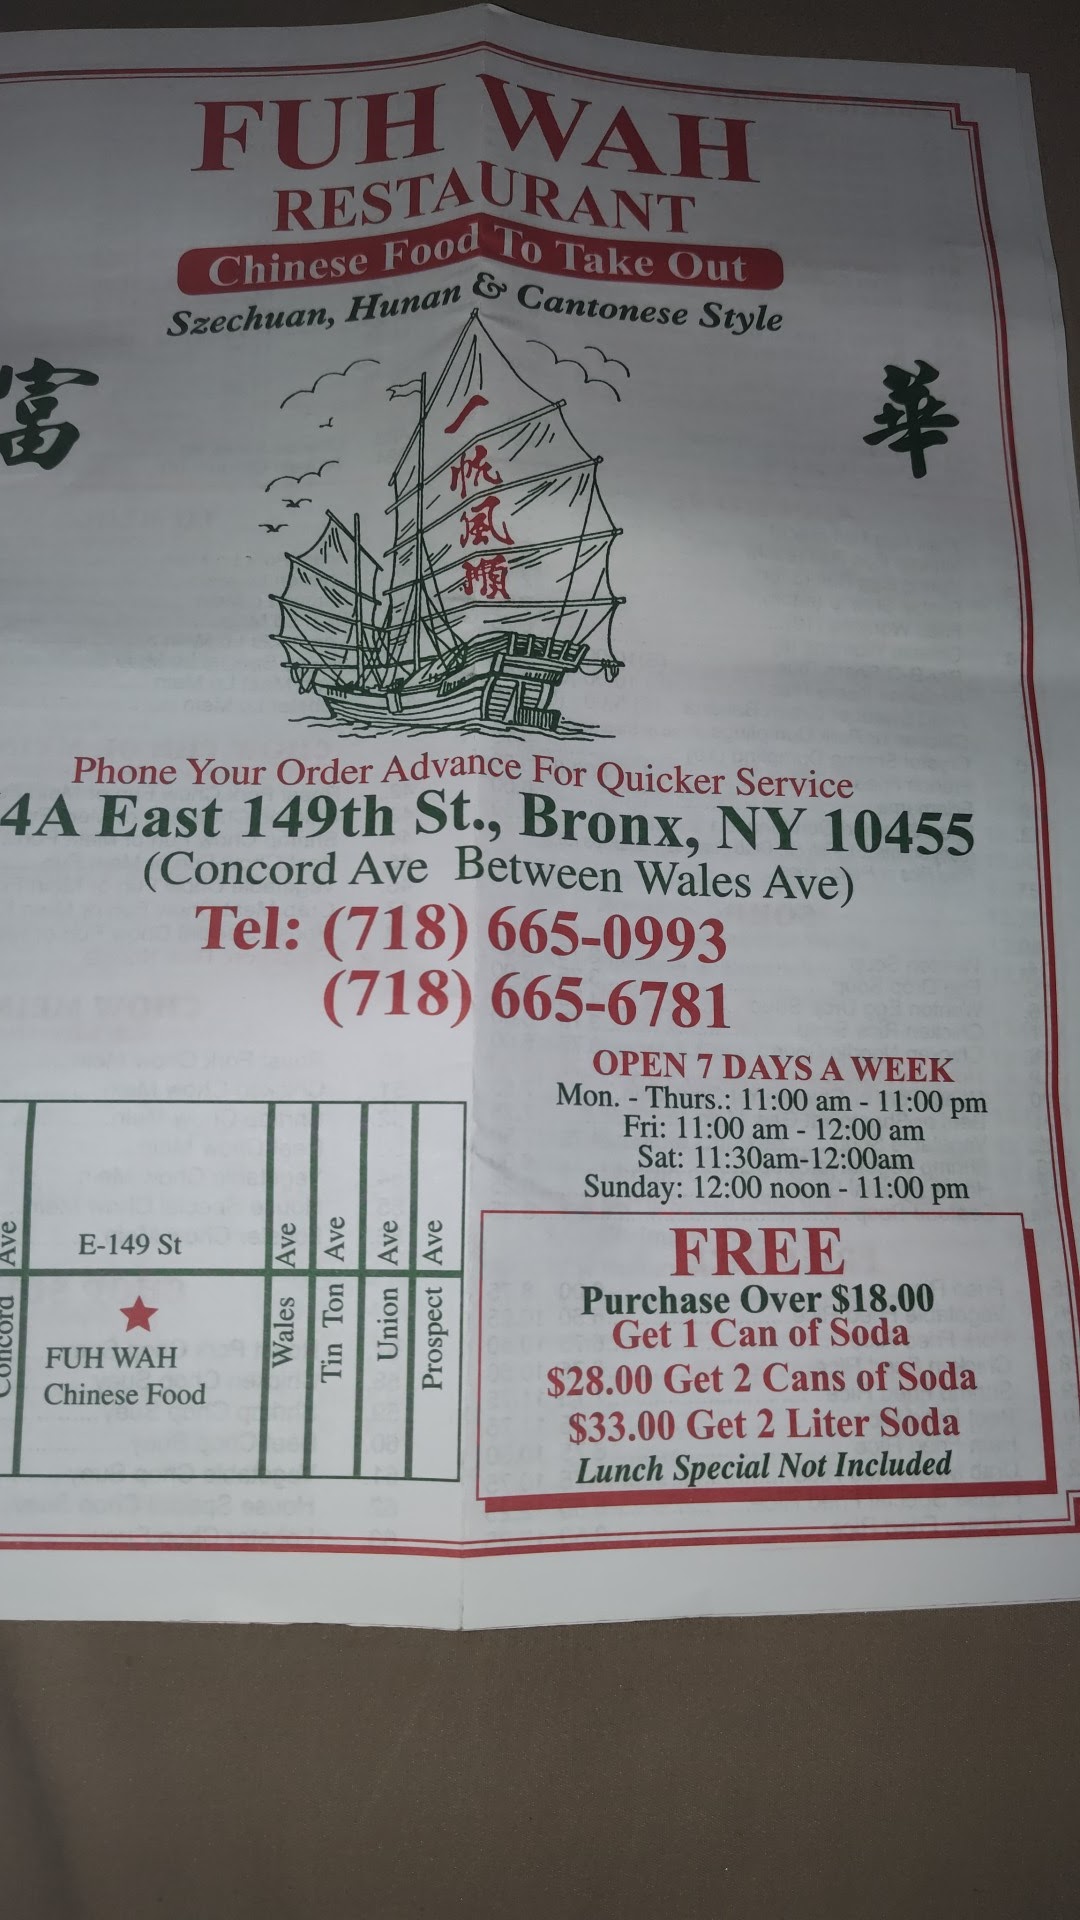 FUH WAH
RESTAURANT
Chinese Food To Take Out
Szechuan, Hunan & Cantonese Style
富
華
一
帆
風
順
Phone Your Order Advance For Quicker Service
4A East 149th St., Bronx, NY 10455
(Concord Ave Between Wales Ave)
Tel: (718) 665-0993
(718) 665-6781
OPEN 7 DAYS A WEEK
Mon. - Thurs.: 11:00 am - 11:00 pm
Fri: 11:00 am - 12:00 am
Sat: 11:30am-12:00am
Sunday: 12:00 noon - 11:00 pm
Concord Ave
E-149 St
Wales Ave
Tin Ton Ave
Union Ave
Prospect Ave
FUH WAH
Chinese Food
FREE
Purchase Over $18.00
Get 1 Can of Soda
$28.00 Get 2 Cans of Soda
$33.00 Get 2 Liter Soda
Lunch Special Not Included